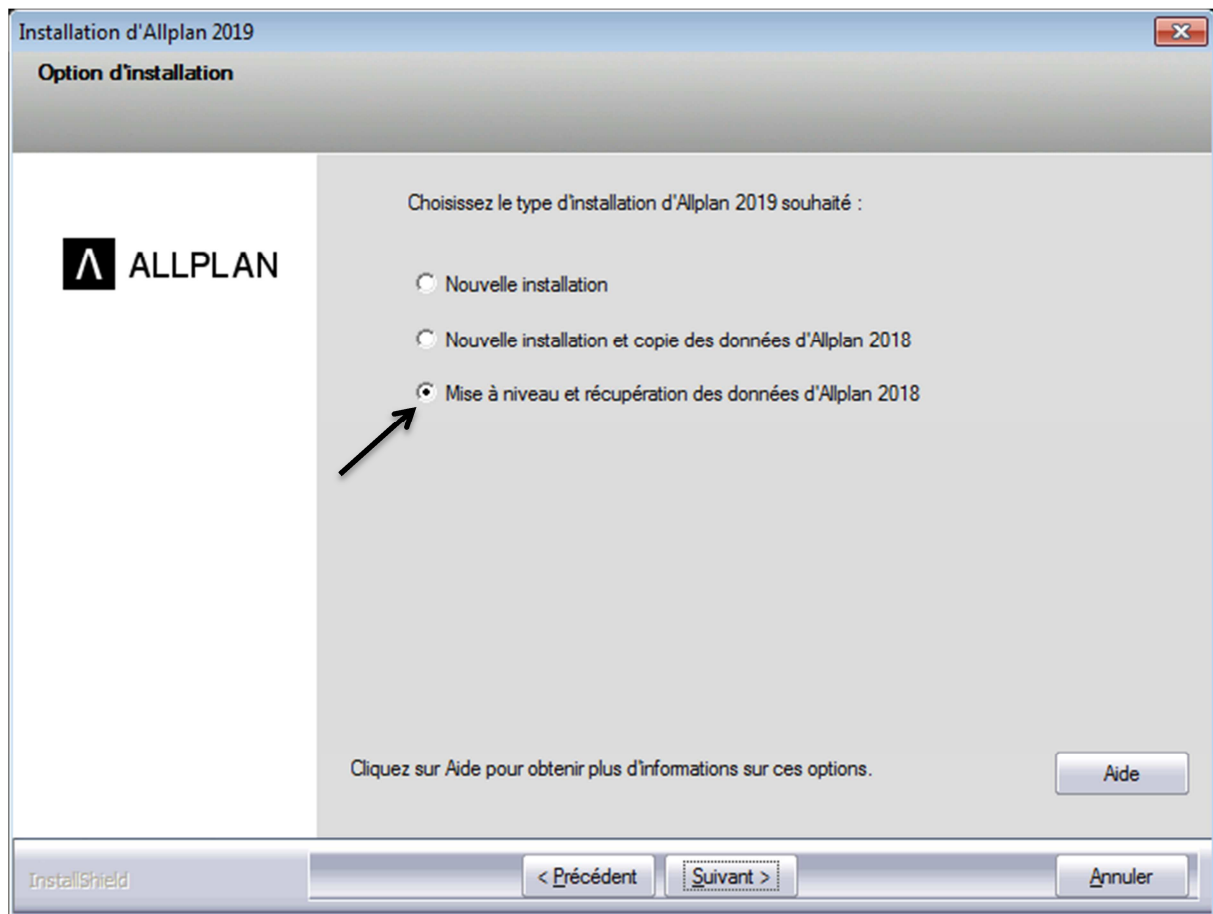 Installation d'Allplan 2019
Option d'installation
Choisissez le type d'installation d'Allplan 2019 souhaité :
ALLPLAN
Nouvelle installation
Nouvelle installation et copie des données d'Allplan 2018
Mise à niveau et récupération des données d'Allplan 2018
Cliquez sur Aide pour obtenir plus d'informations sur ces options.
Aide
InstallShield
< Précédent
Suivant >
Annuler